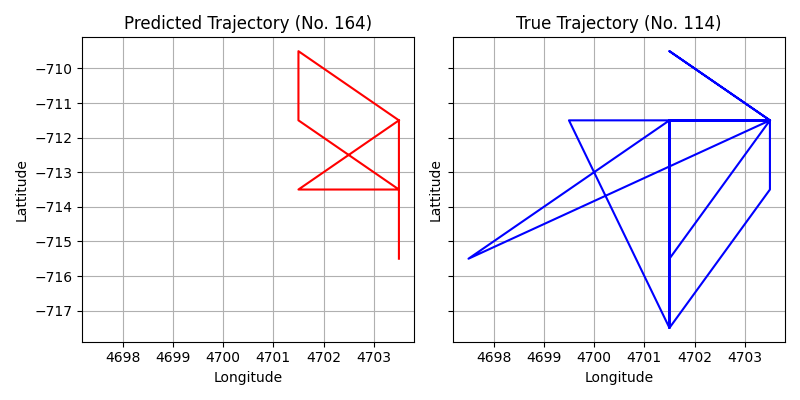 Predicted Trajectory (No. 164)
True Trajectory (No. 114)
Lattitude
−710
−711
−712
−713
−714
−715
−716
−717
Lattitude
4698 4699 4700 4701 4702 4703
4698 4699 4700 4701 4702 4703
Longitude
Longitude